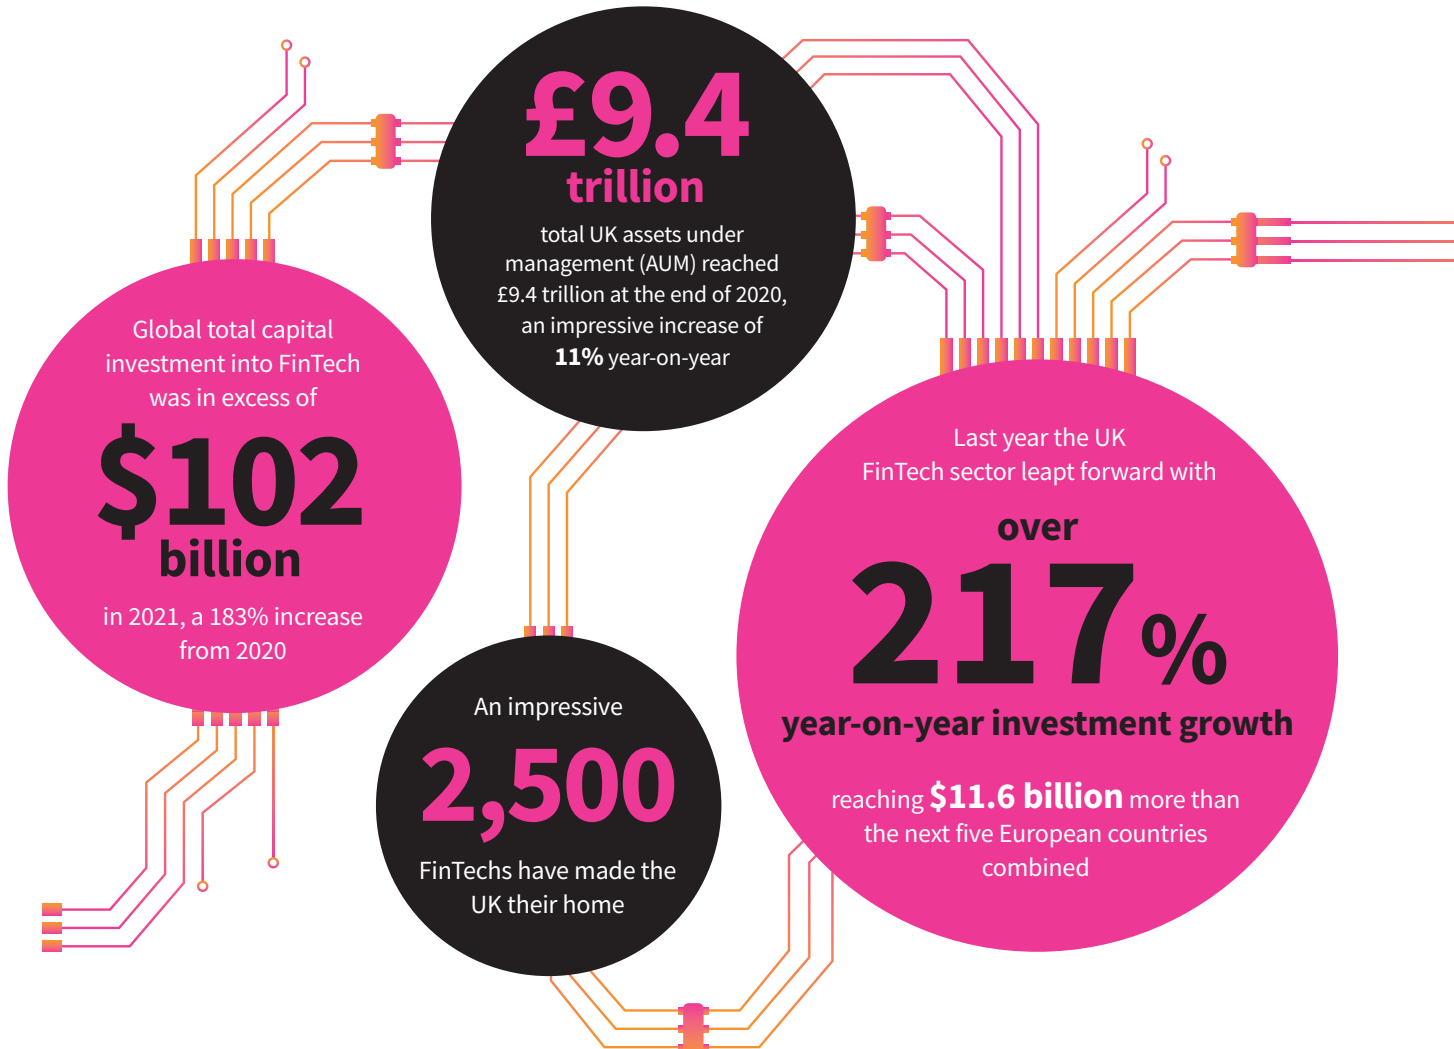 £9.4
trillion
total UK assets under
management (AUM) reached
£9.4 trillion at the end of 2020,
an impressive increase of
11% year-on-year
Global total capital
investment into FinTech
was in excess of
$102
billion
in 2021, a 183% increase
from 2020
Last year the UK
FinTech sector leapt forward with
over
217%
year-on-year investment growth
reaching $11.6 billion more than
the next five European countries
combined
An impressive
2,500
FinTechs have made the
UK their home